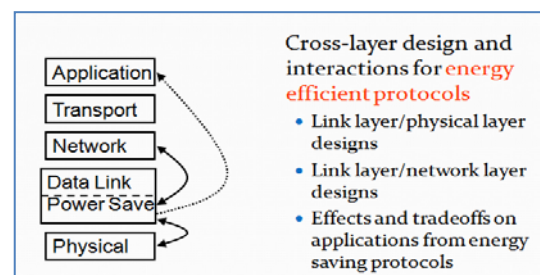 Application
Transport
Network
Data Link
Power Save
Physical
Cross-layer design and
interactions for energy
efficient protocols
• Link layer/physical layer
designs
• Link layer/network layer
designs
• Effects and tradeoffs on
applications from energy
saving protocols